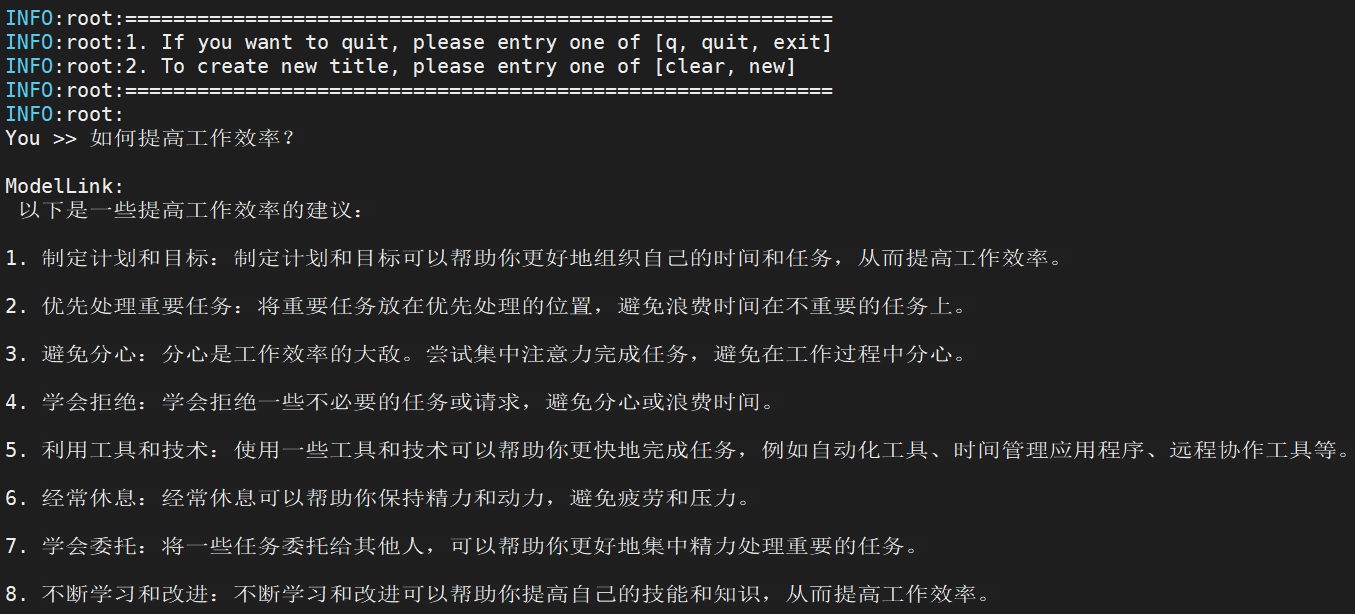 INFO:root:===========================================================
INFO:root:1. If you want to quit, please entry one of [q, quit, exit]
INFO:root:2. To create new title, please entry one of [clear, new]
INFO:root:===========================================================
INFO:root:
You >> 如何提高工作效率?
ModelLink:
以下是一些提高工作效率的建议:
1. 制定计划和目标:制定计划和目标可以帮助你更好地组织自己的时间和任务,从而提高工作效率。
2. 优先处理重要任务:将重要任务放在优先处理的位置,避免浪费时间在不重要的任务上。
3. 避免分心:分心是工作效率的大敌。尝试集中注意力完成任务,避免在工作过程中分心。
4. 学会拒绝:学会拒绝一些不必要的任务或请求,避免分心或浪费时间。
5. 利用工具和技术:使用一些工具和技术可以帮助你更快地完成任务,例如自动化工具、时间管理应用程序、远程协作工具等。
6. 经常休息:经常休息可以帮助你保持精力和动力,避免疲劳和压力。
7. 学会委托:将一些任务委托给其他人,可以帮助你更好地集中精力处理重要的任务。
8. 不断学习和改进:不断学习和改进可以帮助你提高自己的技能和知识,从而提高工作效率。